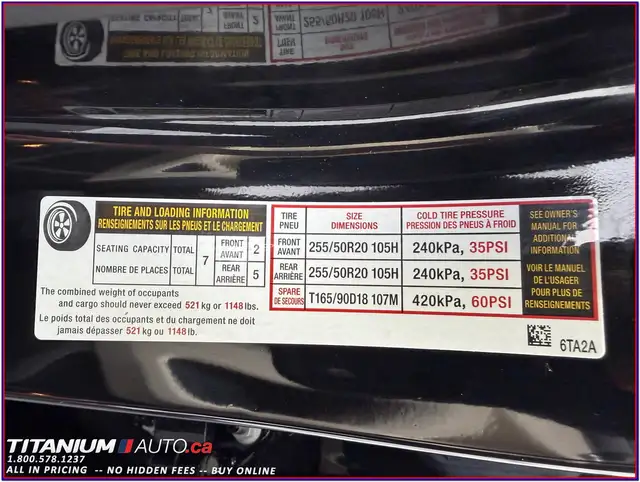 TIRE AND LOADING INFORMATION
RENSEIGNEMENTS SUR LES PNEUS ET LE CHARGEMENT
SEATING CAPACITY TOTAL 7 FRONT AVANT 2
NOMBRE DE PLACES TOTAL REAR ARRIÈRE 5
The combined weight of occupants
and cargo should never exceed 521 kg or 1148 lbs.
Le poids total des occupants et du chargement ne doit
jamais dépasser 521 kg ou 1148 lb.
TIRE PNEU SIZE DIMENSIONS COLD TIRE PRESSURE PRESSION DES PNEUS À FROID
FRONT AVANT 255/50R20 105H 240kPa, 35PSI
REAR ARRIÈRE 255/50R20 105H 240kPa, 35PSI
SPARE DE SECOURS T165/90D18 107M 420kPa, 60PSI
SEE OWNER'S
MANUAL FOR
ADDITIONAL
INFORMATION
VOIR LE MANUEL
DE L'USAGER
POUR PLUS DE
RENSEIGNEMENTS
6TA2A
TITANIUM AUTO.ca
1.800.578.1237
ALL IN PRICING -- NO HIDDEN FEES -- BUY ONLINE